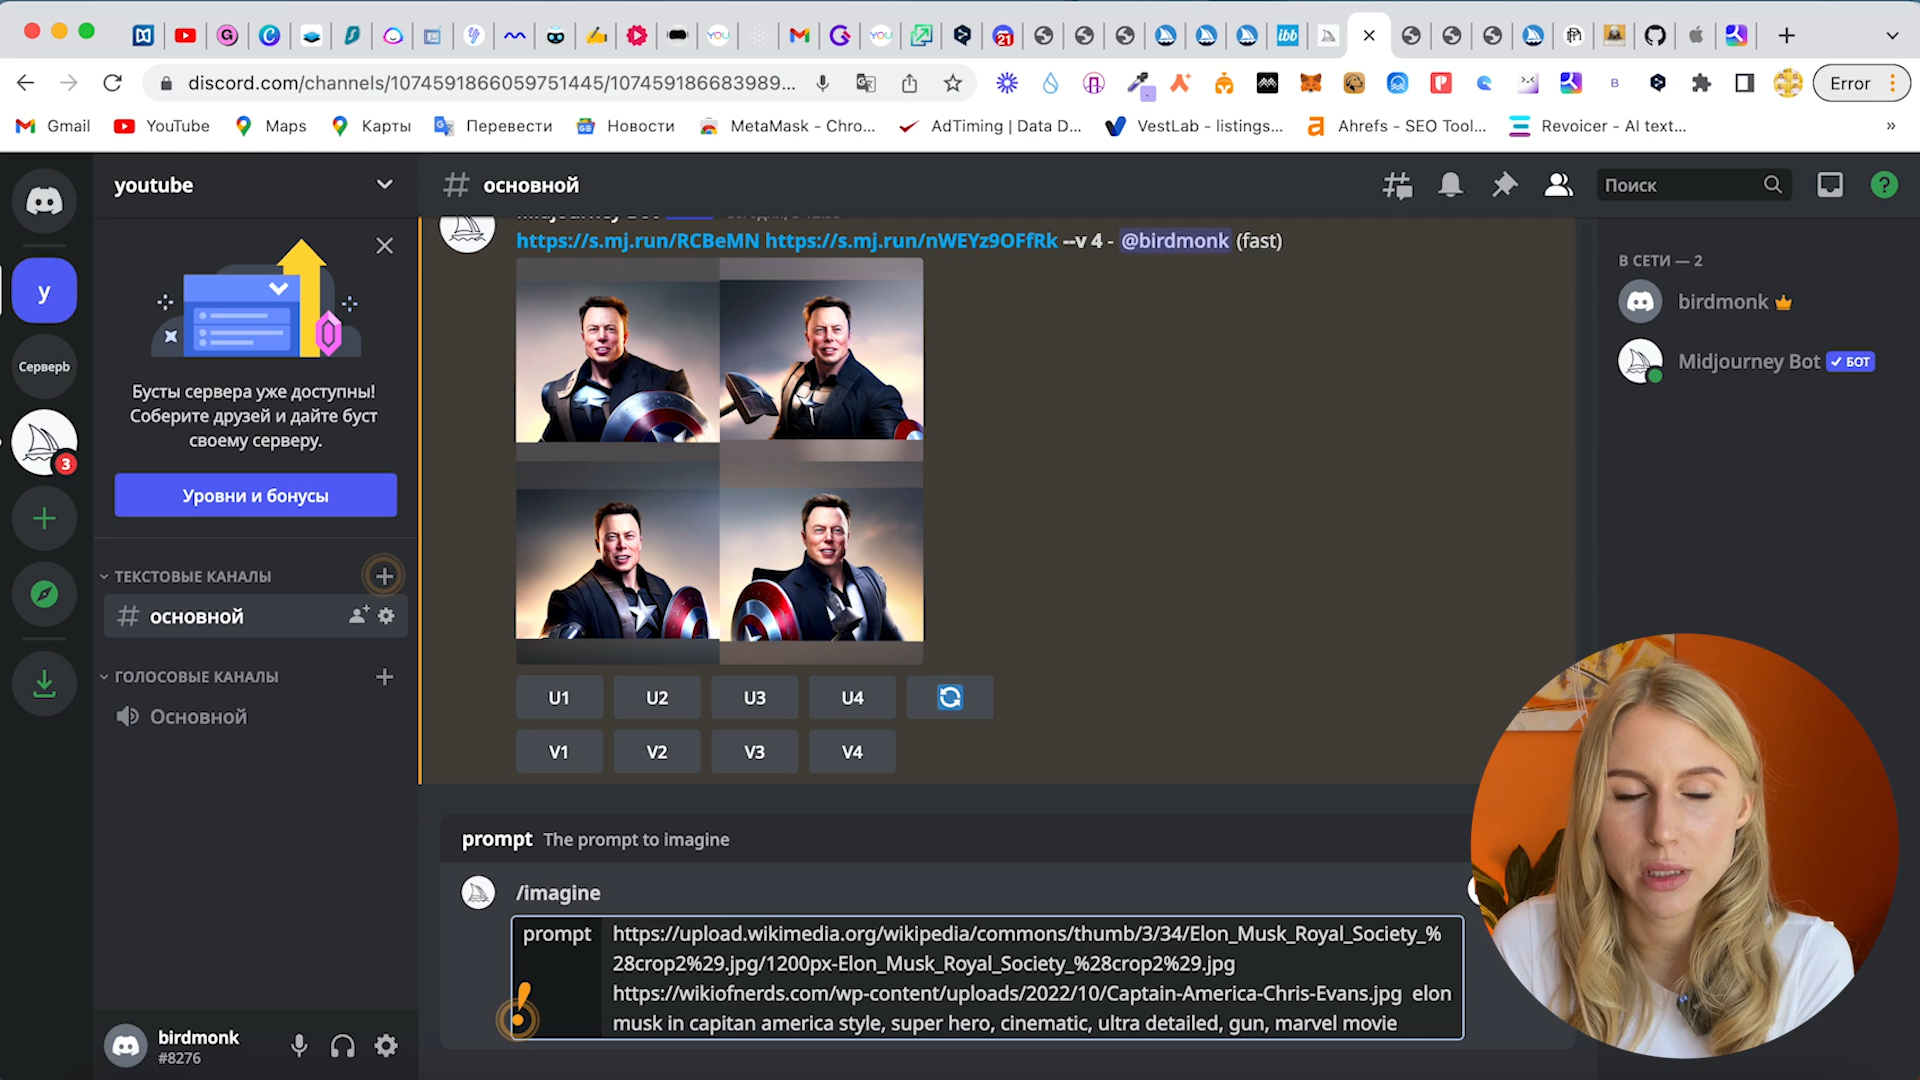 21
ibb
YOU
YOU
discord.com/channels/1074591866059751445/107459186683989...
Error
Gmail
YouTube
Maps
Карты
Перевести
Новости
MetaMask - Chro...
AdTiming | Data D...
VestLab - listings...
Ahrefs - SEO Tool...
Revoicer - AI text...
»
youtube
основной
Поиск
https://s.mj.run/RCBeMN https://s.mj.run/nWEYz9OFfRk --v 4 - @birdmonk (fast)
y
Серверb
3
Бусты сервера уже доступны!
Соберите друзей и дайте буст
своему серверу.
Уровни и бонусы
ТЕКСТОВЫЕ КАНАЛЫ
основной
ГОЛОСОВЫЕ КАНАЛЫ
Основной
U1 U2 U3 U4
V1 V2 V3 V4
В СЕТИ — 2
birdmonk
Midjourney Bot ✓ БОТ
prompt The prompt to imagine
/imagine
prompt https://upload.wikimedia.org/wikipedia/commons/thumb/3/34/Elon_Musk_Royal_Society_%
28crop2%29.jpg/1200px-Elon_Musk_Royal_Society_%28crop2%29.jpg
https://wikiofnerds.com/wp-content/uploads/2022/10/Captain-America-Chris-Evans.jpg elon
musk in capitan america style, super hero, cinematic, ultra detailed, gun, marvel movie
birdmonk
#8276